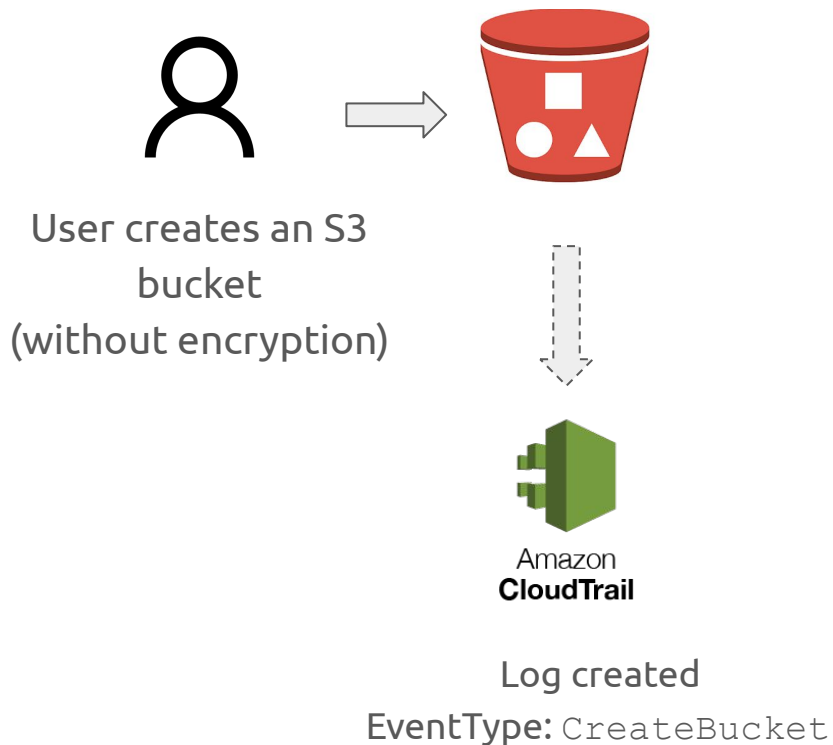 User creates an S3
bucket
(without encryption)
Amazon
CloudTrail
Log created
EventType: CreateBucket